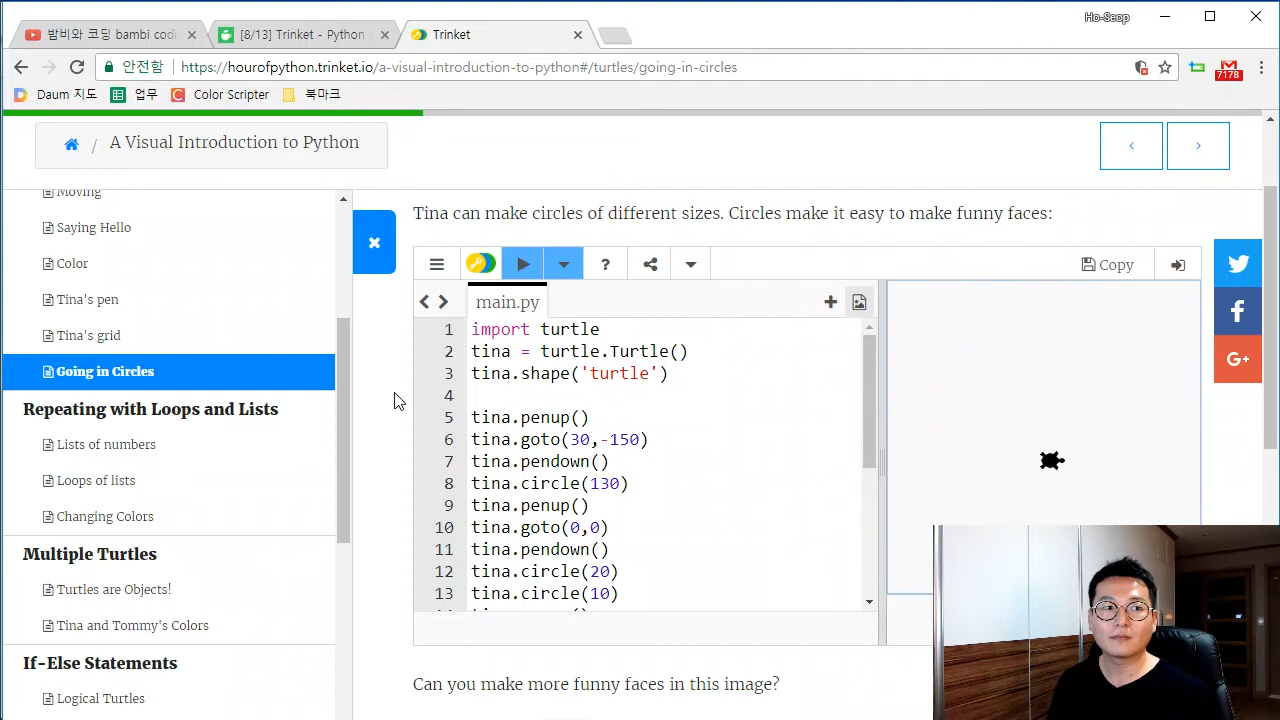 Ho-Seop
밤비와 코딩 bambi codi
[8/13] Trinket - Python
Trinket
안전함
https://hourofpython.trinket.io/a-visual-introduction-to-python#/turtles/going-in-circles
7178
Daum 지도
업무
Color Scripter
북마크
/ A Visual Introduction to Python
Moving
Saying Hello
Color
Tina's pen
Tina's grid
Going in Circles
Repeating with Loops and Lists
Lists of numbers
Loops of lists
Changing Colors
Multiple Turtles
Turtles are Objects!
Tina and Tommy's Colors
If-Else Statements
Logical Turtles
Tina can make circles of different sizes. Circles make it easy to make funny faces:
?
Copy
main.py
1 import turtle
2 tina = turtle.Turtle()
3 tina.shape('turtle')
4
5 tina.penup()
6 tina.goto(30,-150)
7 tina.pendown()
8 tina.circle(130)
9 tina.penup()
10 tina.goto(0,0)
11 tina.pendown()
12 tina.circle(20)
13 tina.circle(10)
Can you make more funny faces in this image?
G+